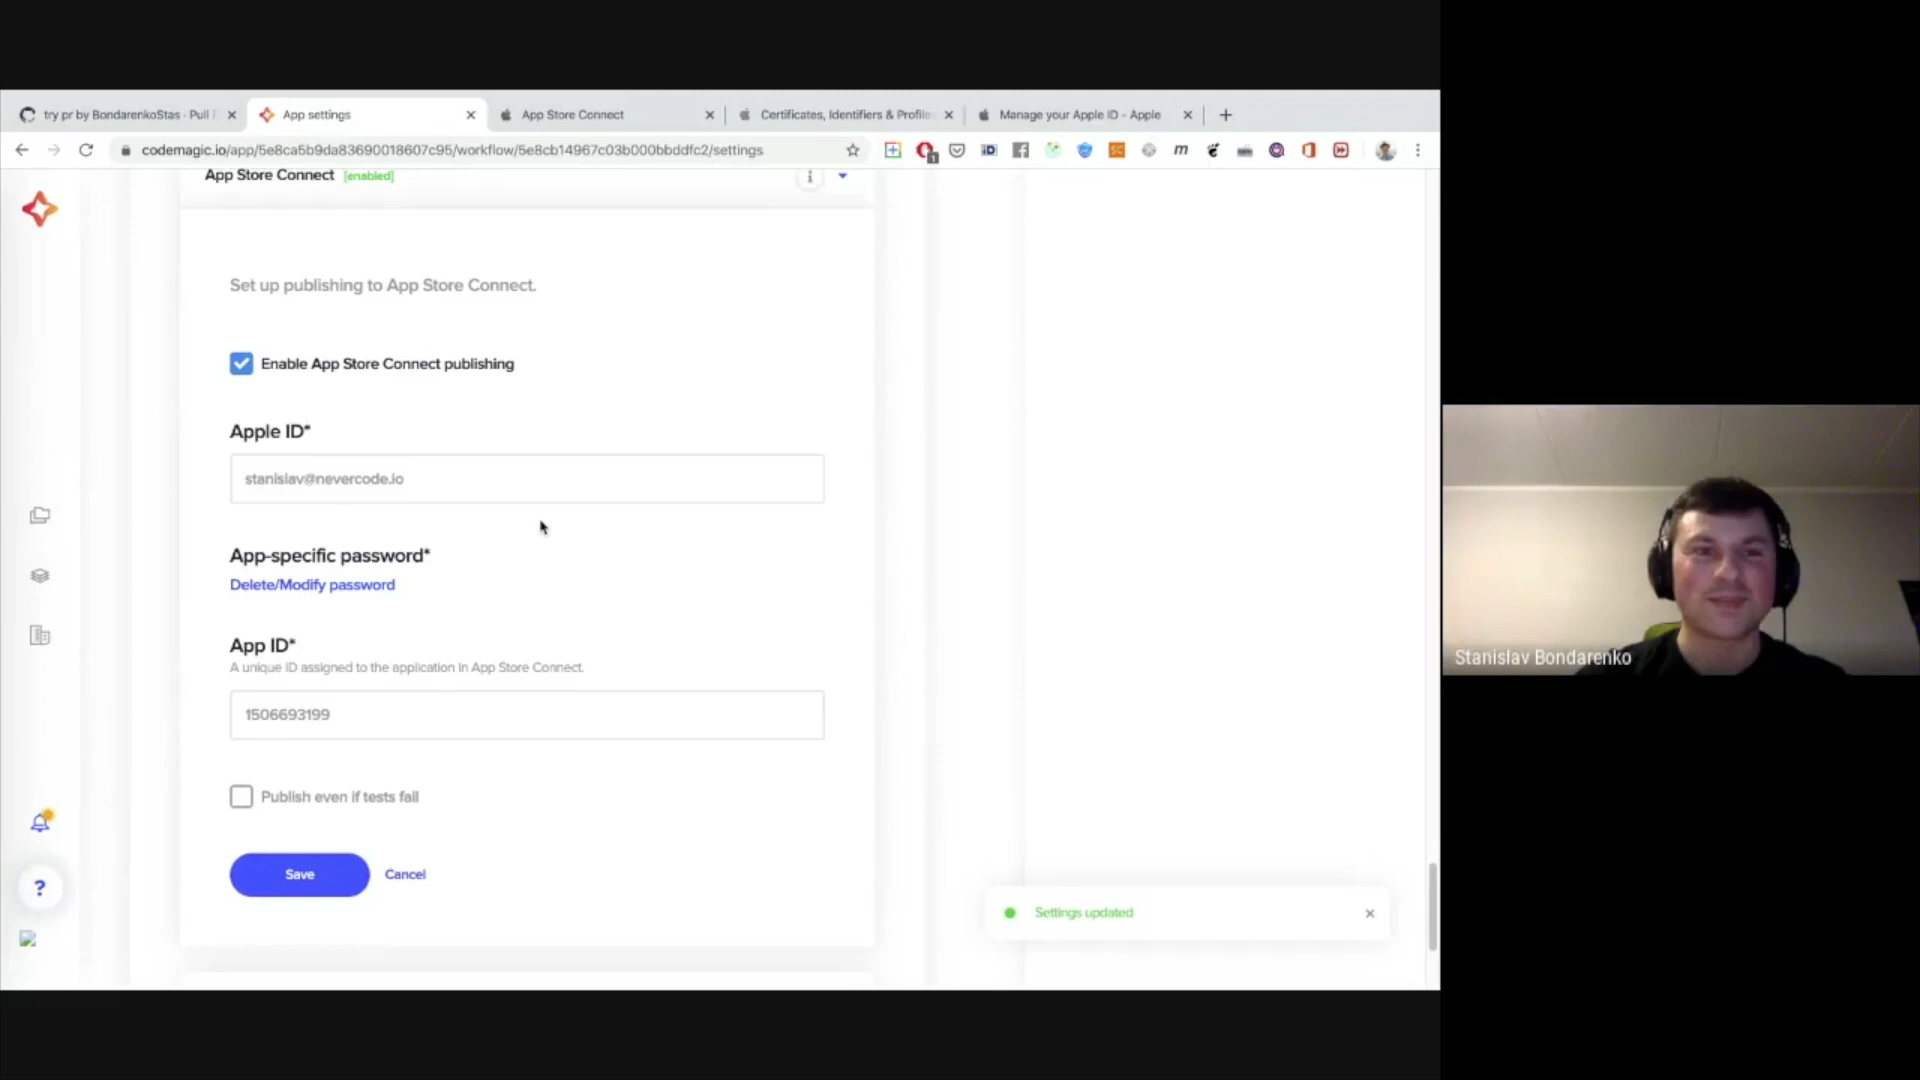 try pr by BondarenkoStas · Pull
App settings
App Store Connect
Certificates, Identifiers & Profile
Manage your Apple ID - Apple
codemagic.io/app/5e8ca5b9da83690018607c95/workflow/5e8cb14967c03b000bbddfc2/settings
App Store Connect [enabled]
Set up publishing to App Store Connect.
Enable App Store Connect publishing
Apple ID*
stanislav@nevercode.io
App-specific password*
Delete/Modify password
App ID*
A unique ID assigned to the application in App Store Connect.
1506693199
Publish even if tests fail
Save
Cancel
?
Settings updated
Stanislav Bondarenko